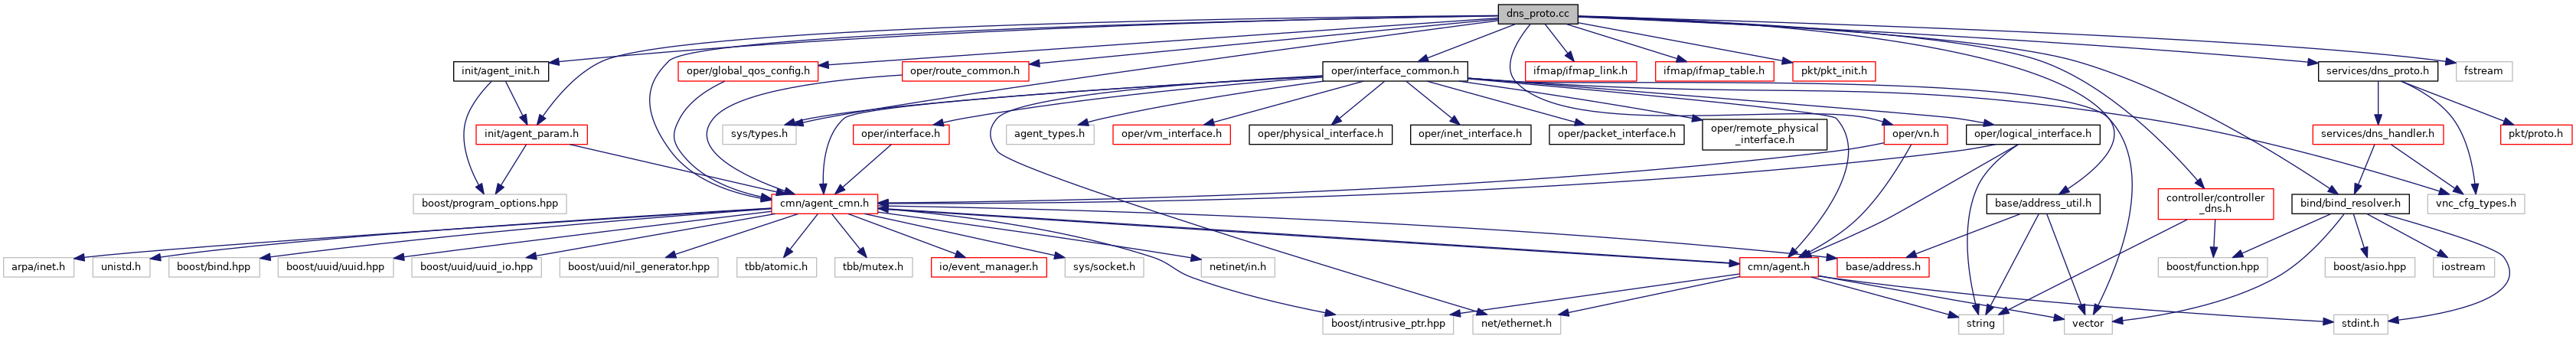 dns_proto.cc
init/agent_init.h
oper/global_qos_config.h
oper/route_common.h
oper/interface_common.h
ifmap/ifmap_link.h
ifmap/ifmap_table.h
pkt/pkt_init.h
services/dns_proto.h
fstream
init/agent_param.h
sys/types.h
oper/interface.h
agent_types.h
oper/vm_interface.h
oper/physical_interface.h
oper/inet_interface.h
oper/packet_interface.h
oper/remote_physical
_interface.h
oper/vn.h
oper/logical_interface.h
services/dns_handler.h
pkt/proto.h
boost/program_options.hpp
cmn/agent_cmn.h
base/address_util.h
controller/controller
_dns.h
bind/bind_resolver.h
vnc_cfg_types.h
arpa/inet.h
unistd.h
boost/bind.hpp
boost/uuid/uuid.hpp
boost/uuid/uuid_io.hpp
boost/uuid/nil_generator.hpp
tbb/atomic.h
tbb/mutex.h
io/event_manager.h
sys/socket.h
netinet/in.h
cmn/agent.h
base/address.h
boost/function.hpp
boost/asio.hpp
iostream
boost/intrusive_ptr.hpp
net/ethernet.h
string
vector
stdint.h